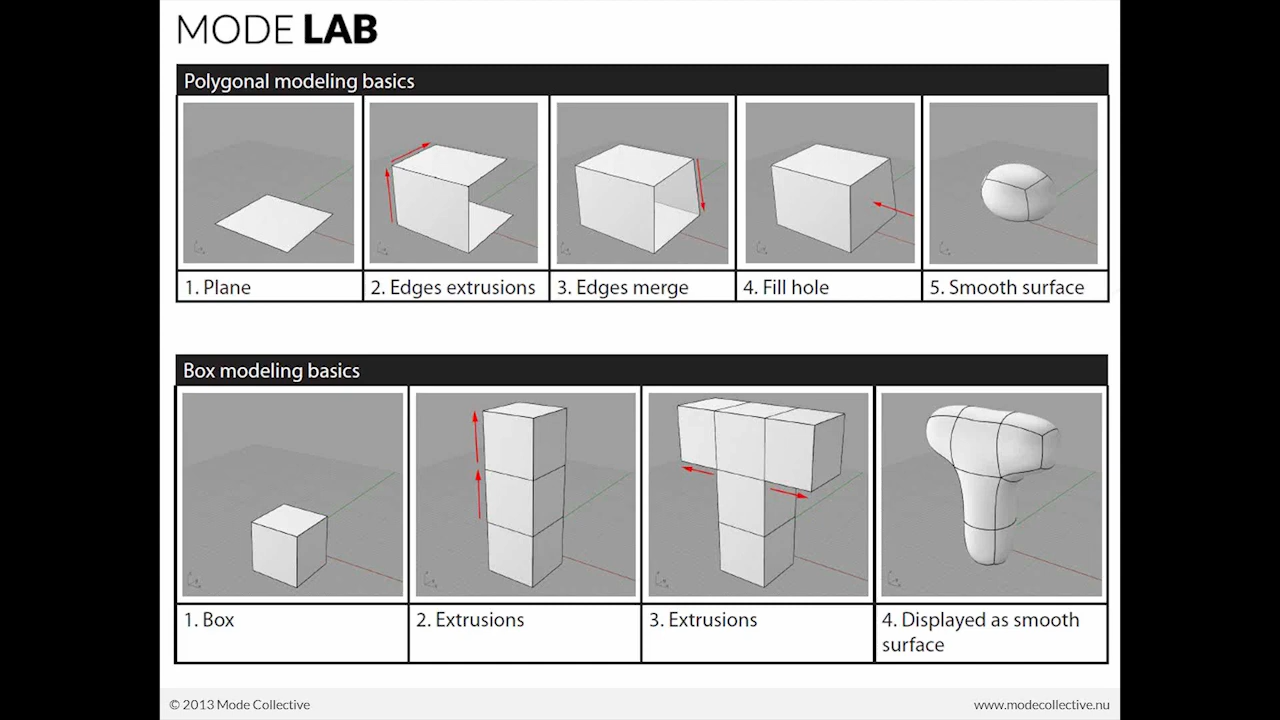 MODE LAB
Polygonal modeling basics
1. Plane
2. Edges extrusions
3. Edges merge
4. Fill hole
5. Smooth surface
Box modeling basics
1. Box
2. Extrusions
3. Extrusions
4. Displayed as smooth
surface
© 2013 Mode Collective
www.modecollective.nu